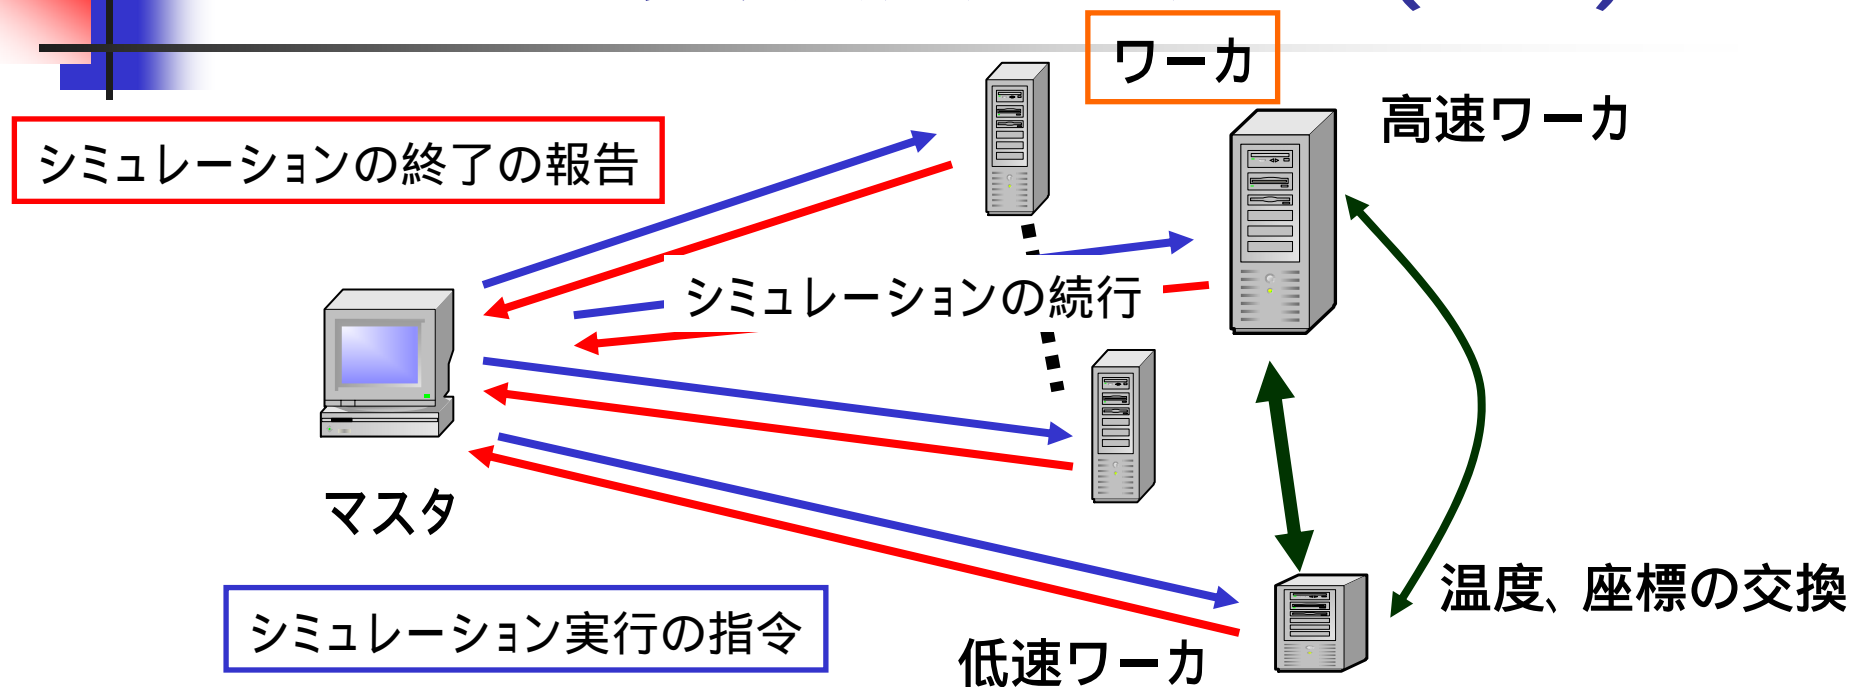 ワーカ
高速ワーカ
シミュレーションの終了の報告
シミュレーションの続行
マスタ
温度、座標の交換
シミュレーション実行の指令
低速ワーカ